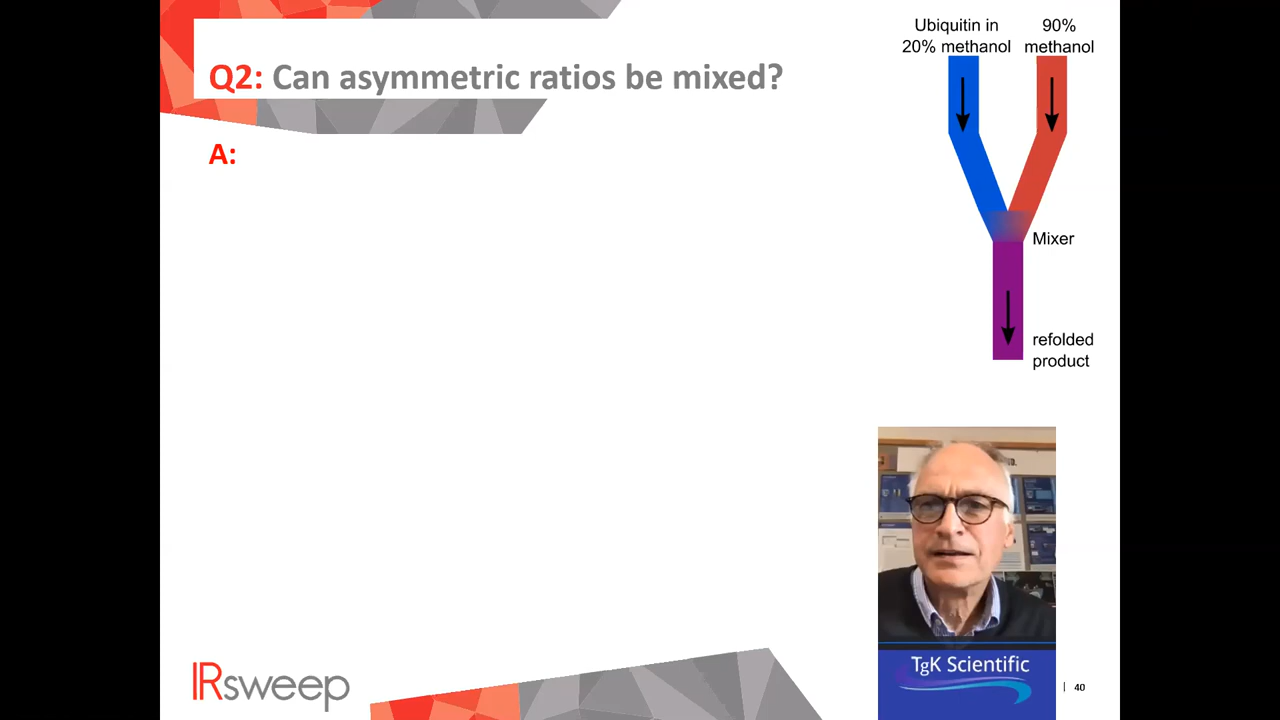 Q2: Can asymmetric ratios be mixed?
A:
Ubiquitin in
20% methanol
90%
methanol
Mixer
refolded
product
TgK Scientific
IRsweep
40